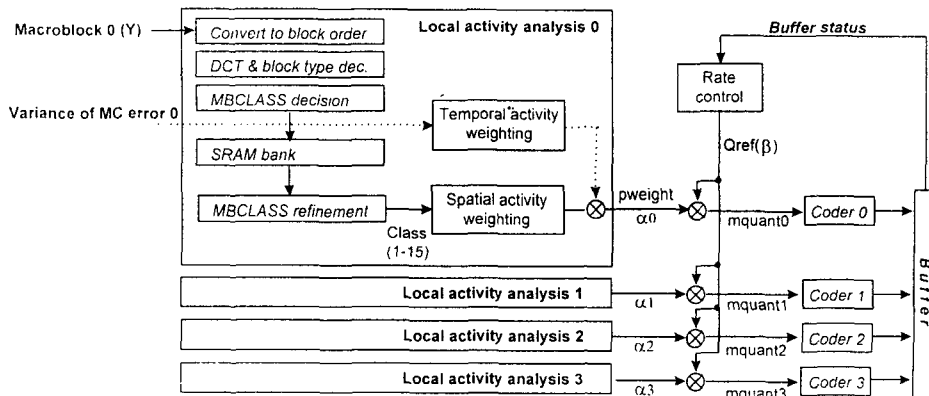 Macroblock 0 (Y)
Local activity analysis 0
Convert to block order
DCT & block type dec.
MBCLASS decision
Variance of MC error 0
Temporal activity
weighting
SRAM bank
MBCLASS refinement
Class
(1-15)
Spatial activity
weighting
pweight
α0
Buffer status
Rate
control
Qref(β)
mquant0
Coder 0
Local activity analysis 1
α1
mquant1
Coder 1
Local activity analysis 2
α2
mquant2
Coder 2
Local activity analysis 3
α3
mquant3
Coder 3
Buffer